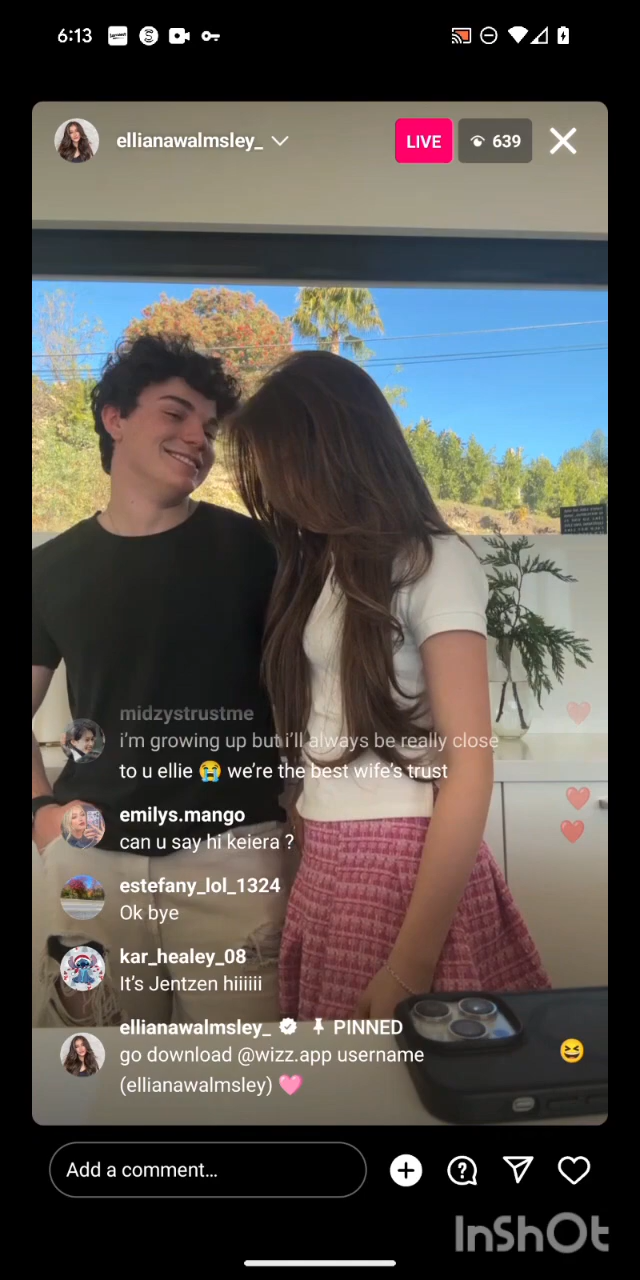 6:13
ellianawalmsley_
LIVE
639
midzystrustme
i'm growing up but i'll always be really close
to u ellie 😭 we're the best wife's trust
emilys.mango
can u say hi keiera ?
estefany_lol_1324
Ok bye
kar_healey_08
It's Jentzen hiiiiii
ellianawalmsley_ PINNED
go download @wizz.app username
(ellianawalmsley) 🩷
Add a comment...
InShOt